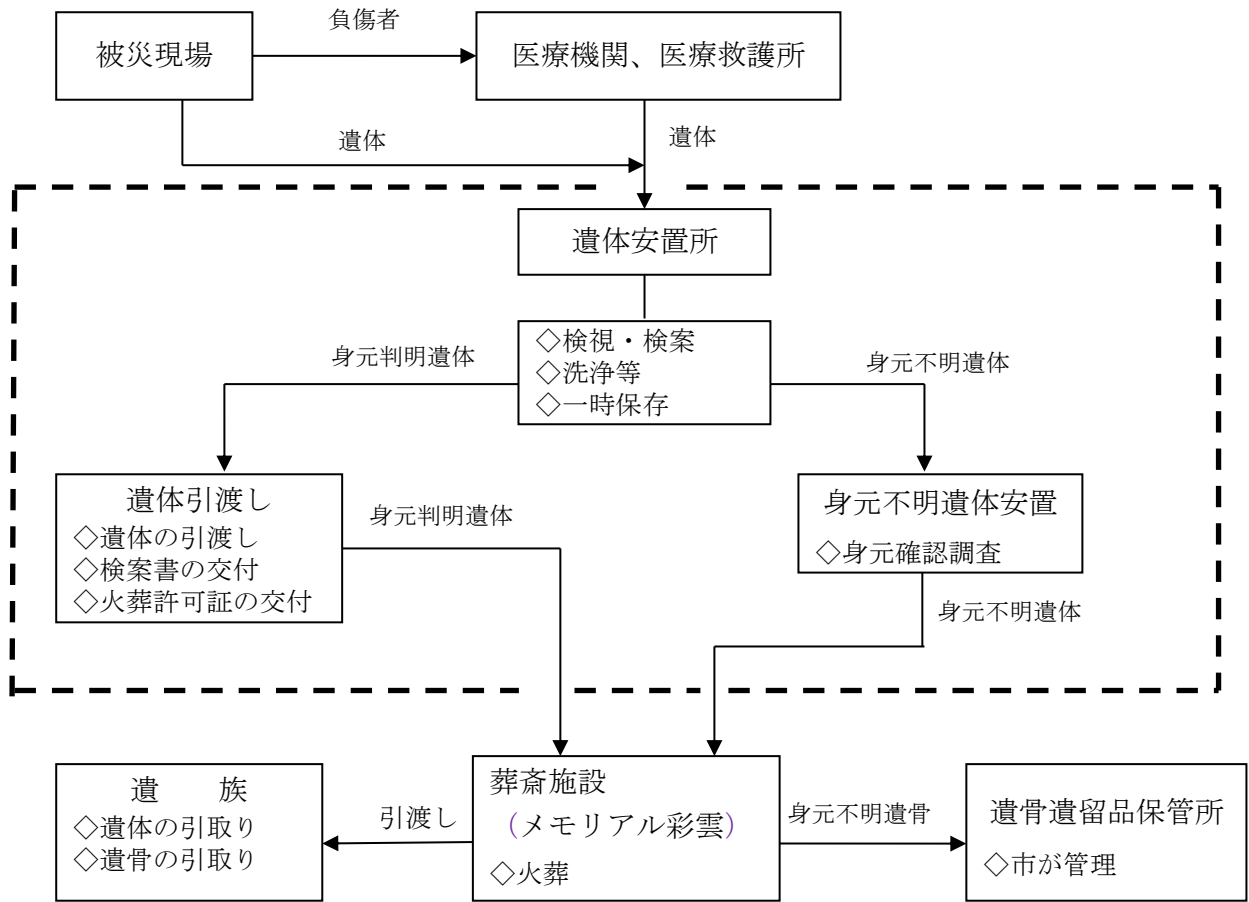 負傷者
被災現場
医療機関、医療救護所
遺体
遺体
遺体安置所
◇検視・検案
◇洗浄等
◇一時保存
身元判明遺体
身元不明遺体
遺体引渡し
◇遺体の引渡し
◇検案書の交付
◇火葬許可証の交付
身元判明遺体
身元不明遺体安置
◇身元確認調査
身元不明遺体
遺　　族
◇遺体の引取り
◇遺骨の引取り
引渡し
葬斎施設
（メモリアル彩雲）
◇火葬
身元不明遺骨
遺骨遺留品保管所
◇市が管理